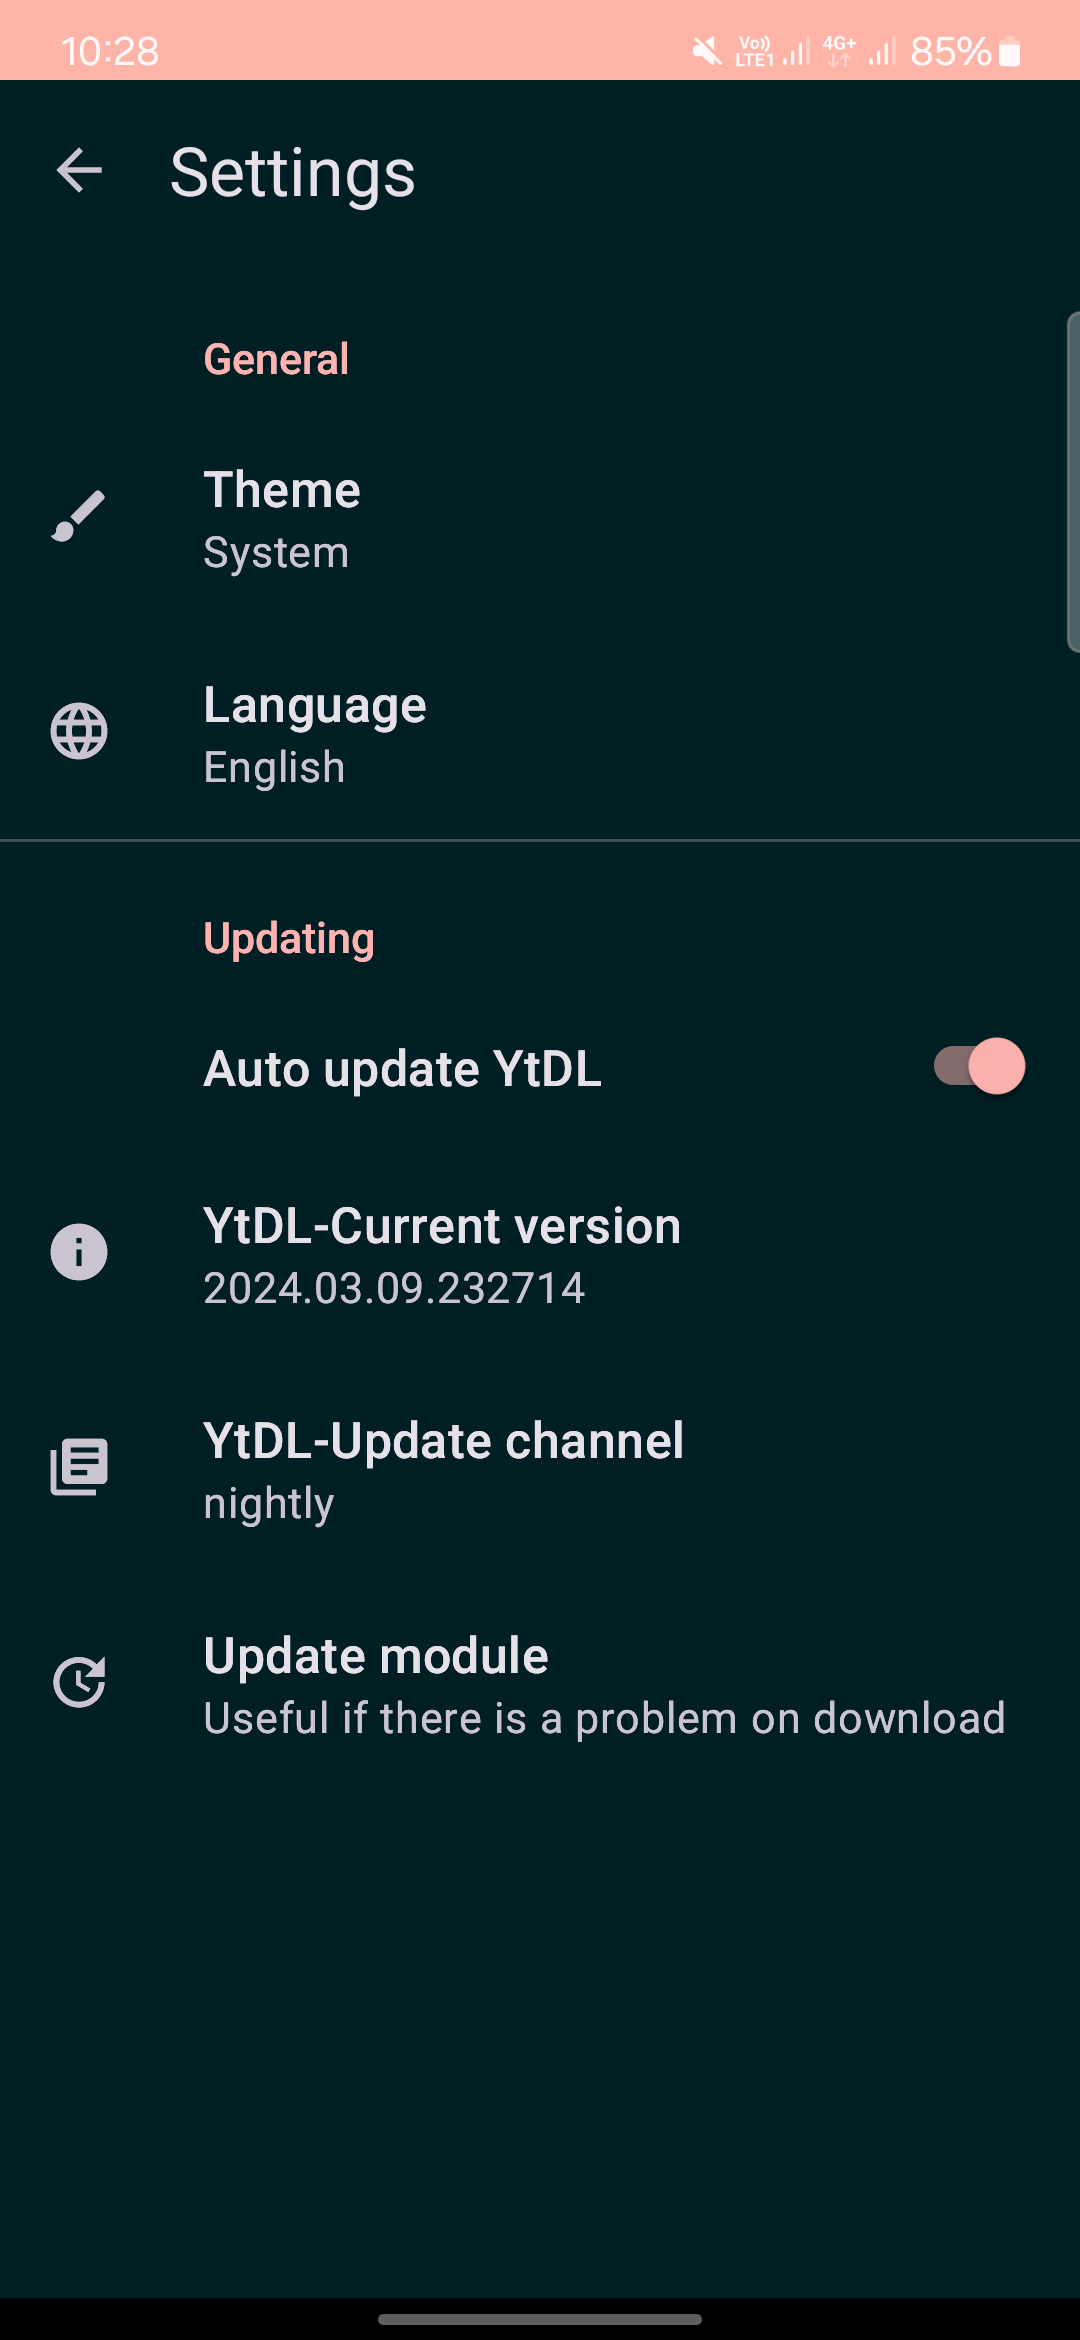 10:28
Vo)) LTE1 4G+ 85%
Settings
General
Theme
System
Language
English
Updating
Auto update YtDL
YtDL-Current version
2024.03.09.232714
YtDL-Update channel
nightly
Update module
Useful if there is a problem on download